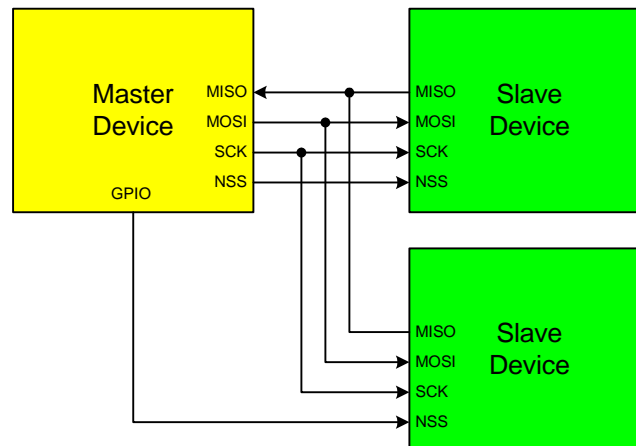 Master
Device
MISO
MOSI
SCK
NSS
GPIO
MISO
MOSI
SCK
NSS
Slave
Device
MISO
MOSI
SCK
NSS
Slave
Device